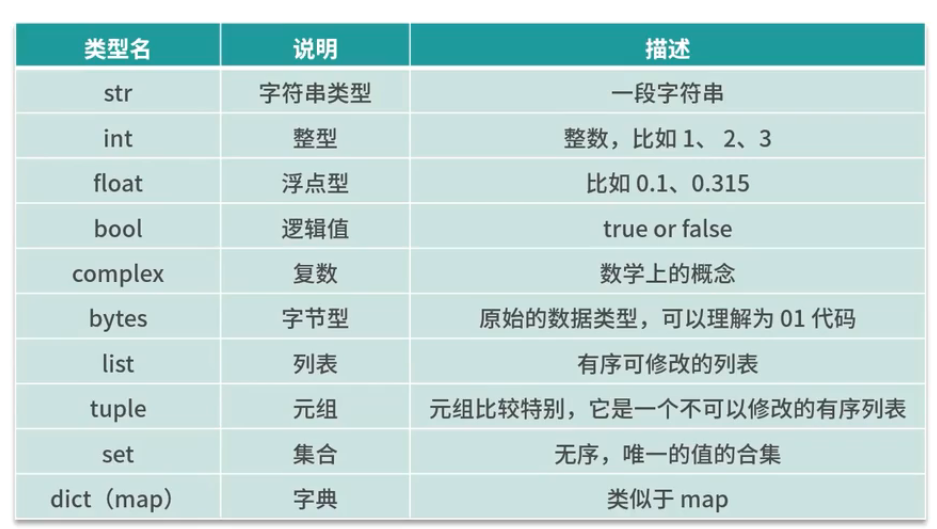 类型名 说明 描述
str 字符串类型 一段字符串
int 整型 整数，比如 1、 2、3
float 浮点型 比如 0.1、0.315
bool 逻辑值 true or false
complex 复数 数学上的概念
bytes 字节型 原始的数据类型，可以理解为 01 代码
list 列表 有序可修改的列表
tuple 元组 元组比较特别，它是一个不可以修改的有序列表
set 集合 无序，唯一的值的合集
dict（map） 字典 类似于 map